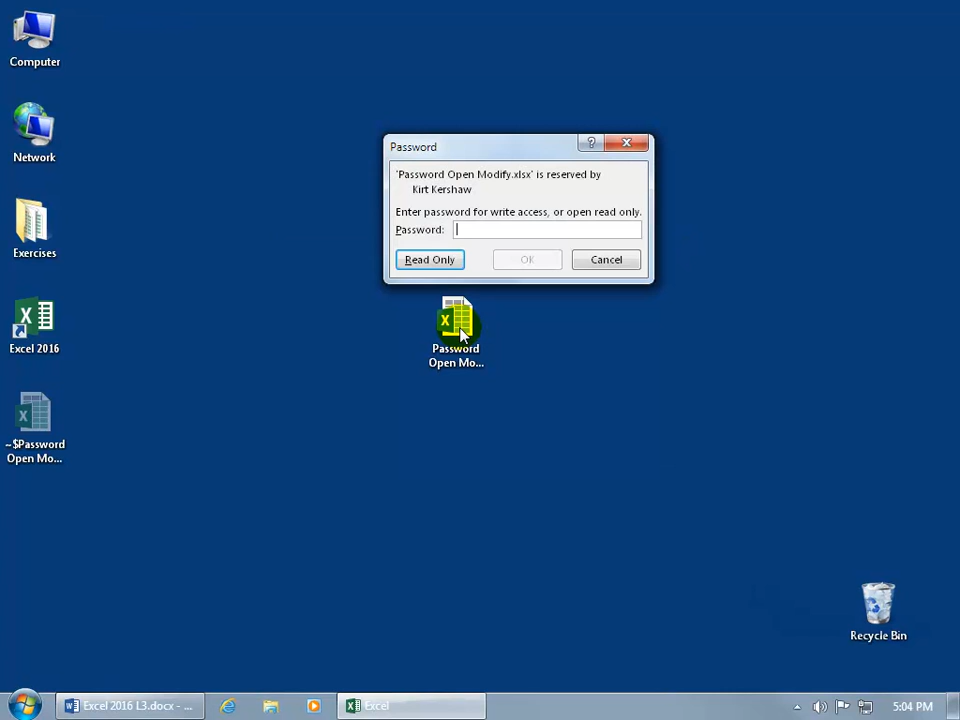 Computer
Network
Exercises
Excel 2016
~$Password
Open Mo...
Password
'Password Open Modify.xlsx' is reserved by
Kirt Kershaw
Enter password for write access, or open read only.
Password:
Read Only
OK
Cancel
Password
Open Mo...
Recycle Bin
Excel 2016 L3.docx - ...
Excel
5:04 PM